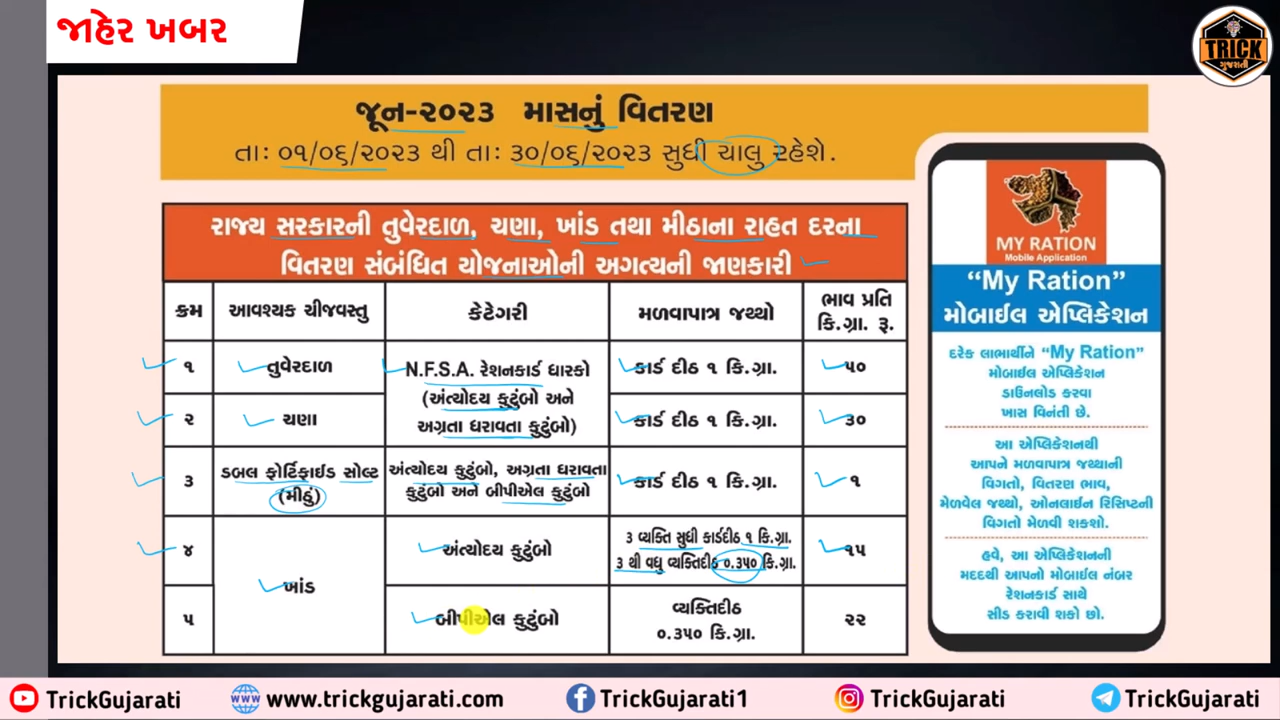 જાહેર ખબર
TRICK
ગુજરાતી
જૂન-૨૦૨૩ માસનું વિતરણ
તાઃ ૦૧/૦૬/૨૦૨૩ થી તાઃ ૩૦/૦૬/૨૦૨૩ સુધી ચાલુ રહેશે.
રાજ્ય સરકારની તુવેરદાળ, ચણા, ખાંડ તથા મીઠાના રાહત દરના
વિતરણ સંબંધિત યોજનાઓની અગત્યની જાણકારી
ક્રમ આવશ્યક ચીજવસ્તુ કેટેગરી મળવાપાત્ર જથ્થો ભાવ પ્રતિ
કિ.ગ્રા. રૂ.
૧ તુવેરદાળ N.F.S.A. રેશનકાર્ડ ધારકો કાર્ડ દીઠ ૧ કિ.ગ્રા. ૫૦
(અંત્યોદય કુટુંબો અને
૨ ચણા અગ્રતા ધરાવતા કુટુંબો) કાર્ડ દીઠ ૧ કિ.ગ્રા. ૩૦
૩ ડબલ ફોર્ટિફાઈડ સોલ્ટ અંત્યોદય કુટુંબો, અગ્રતા ધરાવતા કાર્ડ દીઠ ૧ કિ.ગ્રા. ૧
(મીઠું) કુટુંબો અને બીપીએલ કુટુંબો
૪ અંત્યોદય કુટુંબો 3 વ્યક્તિ સુધી કાર્ડદીઠ ૧ કિ.ગ્રા. ૧૫
3 થી વધુ વ્યક્તિદીઠ ૦.૩૫૦ કિ.ગ્રા.
ખાંડ
૫ બીપીએલ કુટુંબો વ્યક્તિદીઠ ૨૨
૦.૩૫૦ કિ.ગ્રા.
MY RATION
Mobile Application
“My Ration”
મોબાઈલ એપ્લિકેશન
દરેક લાભાર્થીને “My Ration”
મોબાઈલ એપ્લિકેશન
ડાઉનલોડ કરવા
ખાસ વિનંતી છે.
આ એપ્લિકેશનથી
આપને મળવાપાત્ર જથ્થાની
વિગતો, વિતરણ ભાવ,
મેળવેલ જથ્થો, ઓનલાઈન રિસિપ્ટની
વિગતો મેળવી શકશો.
હવે, આ એપ્લિકેશનની
મદદથી આપનો મોબાઈલ નંબર
રેશનકાર્ડ સાથે
સીડ કરાવી શકો છો.
TrickGujarati www.trickgujarati.com TrickGujarati1 TrickGujarati TrickGujarati